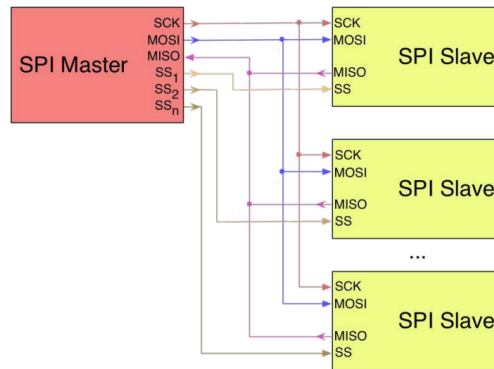 SPI Master
SCK
MOSI
MISO
SS1
SS2
SSn
SCK
MOSI
MISO
SS
SPI Slave
SCK
MOSI
MISO
SS
SPI Slave
...
SCK
MOSI
MISO
SS
SPI Slave